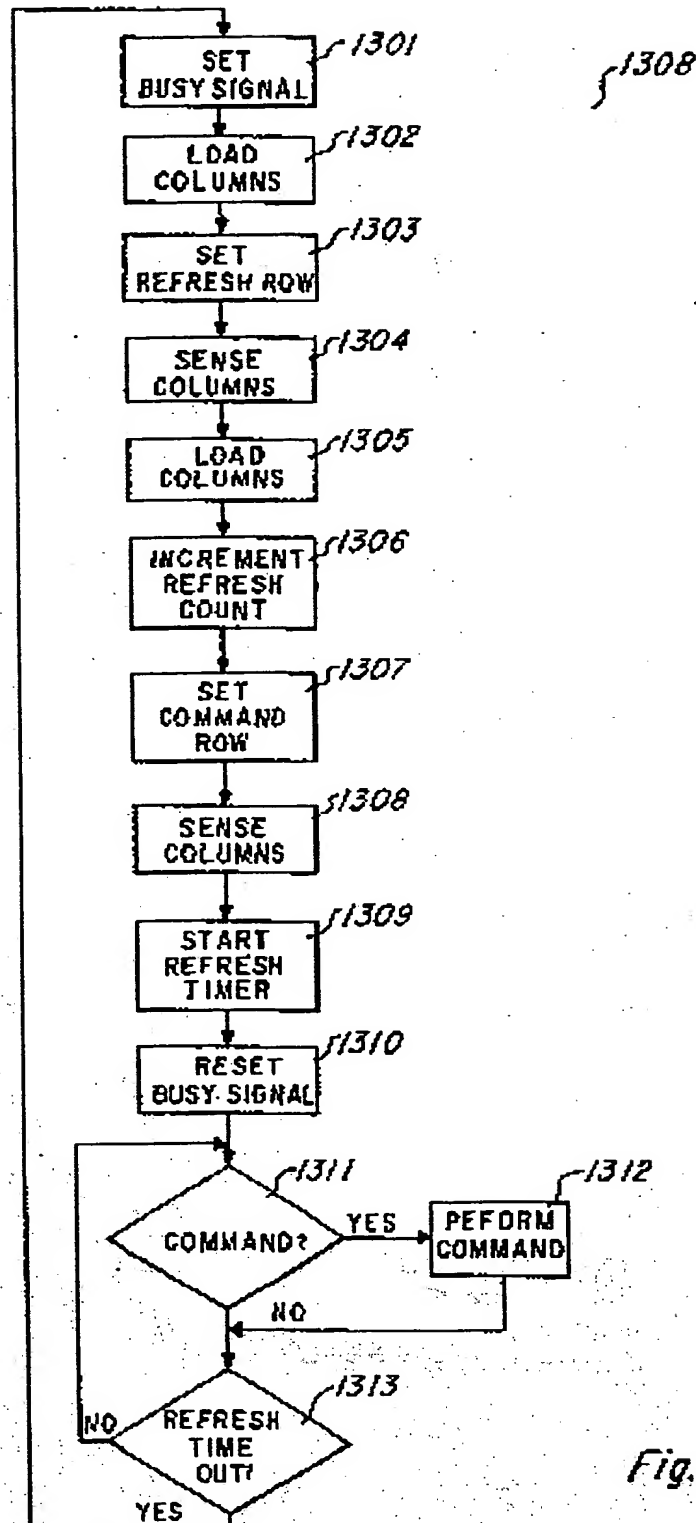 1301
SET
BUSY SIGNAL
1308
1302
LOAD
COLUMNS
1303
SET
REFRESH ROW
1304
SENSE
COLUMNS
1305
LOAD
COLUMNS
1306
INCREMENT
REFRESH
COUNT
1307
SET
COMMAND
ROW
1308
SENSE
COLUMNS
1309
START
REFRESH
TIMER
1310
RESET
BUSY SIGNAL
1311
COMMAND?
YES
1312
PEFORM
COMMAND
NO
1313
REFRESH
TIME
OUT?
NO
YES
Fig.